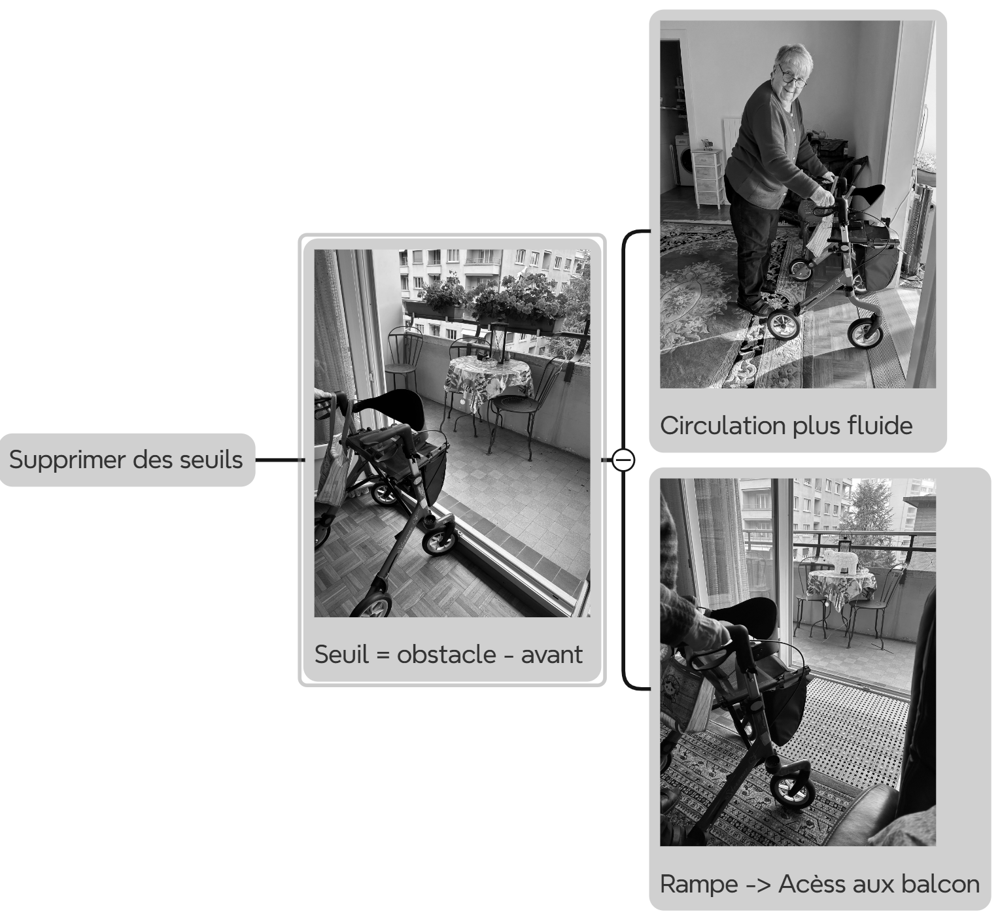 Supprimer des seuils
Seuil = obstacle - avant
Circulation plus fluide
Rampe -> Acèss aux balcon